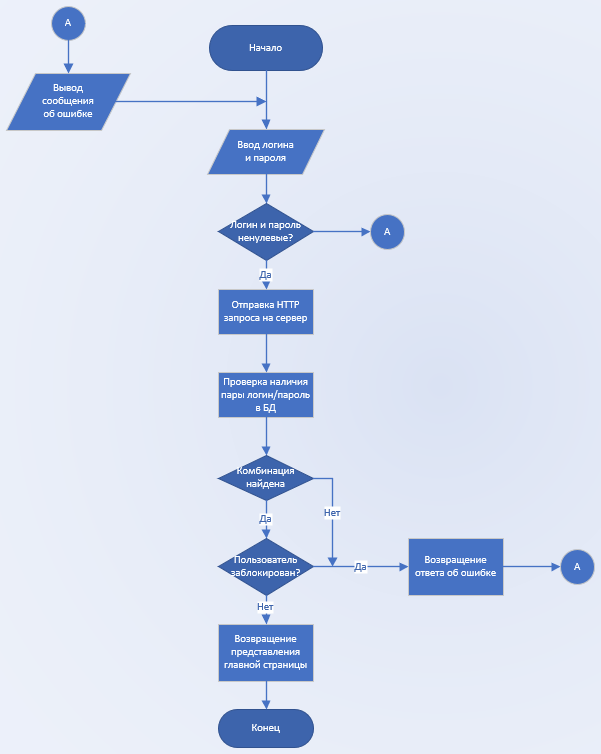 А
Начало
Вывод
сообщения
об ошибке
Ввод логина
и пароля
Логин и пароль
ненулевые?
А
Да
Отправка HTTP
запроса на сервер
Проверка наличия
пары логин/пароль
в БД
Комбинация
найдена
Нет
Да
Пользователь
заблокирован?
Да
Возвращение
ответа об ошибке
А
Нет
Возвращение
представления
главной страницы
Конец